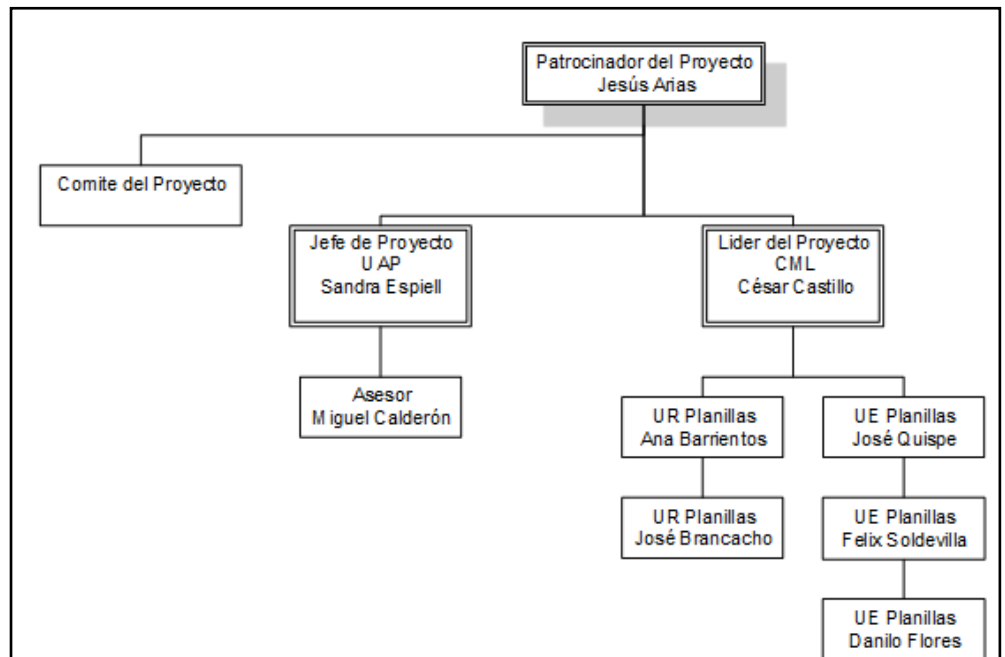 Patrocinador del Proyecto
Jesús Arias
Comite del Proyecto
Jefe de Proyecto
UAP
Sandra Espiell
Lider del Proyecto
CML
César Castillo
Asesor
Miguel Calderón
UR Planillas
Ana Barrientos
UE Planillas
José Quispe
UR Planillas
José Brancacho
UE Planillas
Felix Soldevilla
UE Planillas
Danilo Flores